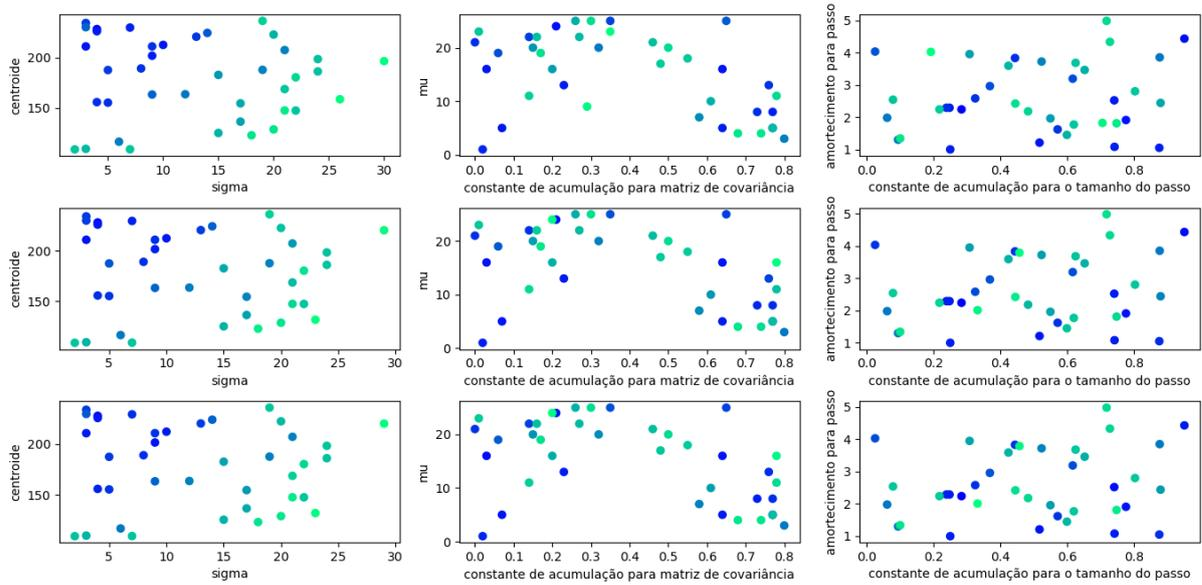 centroide
200
150
5 10 15 20 25 30
sigma
mu
20
10
0
0.0 0.1 0.2 0.3 0.4 0.5 0.6 0.7 0.8
constante de acumulação para matriz de covariância
amortecimento para passo
5
4
3
2
1
0.0 0.2 0.4 0.6 0.8
constante de acumulação para o tamanho do passo
centroide
200
150
5 10 15 20 25 30
sigma
mu
20
10
0
0.0 0.1 0.2 0.3 0.4 0.5 0.6 0.7 0.8
constante de acumulação para matriz de covariância
amortecimento para passo
5
4
3
2
1
0.0 0.2 0.4 0.6 0.8
constante de acumulação para o tamanho do passo
centroide
200
150
5 10 15 20 25 30
sigma
mu
20
10
0
0.0 0.1 0.2 0.3 0.4 0.5 0.6 0.7 0.8
constante de acumulação para matriz de covariância
amortecimento para passo
5
4
3
2
1
0.0 0.2 0.4 0.6 0.8
constante de acumulação para o tamanho do passo